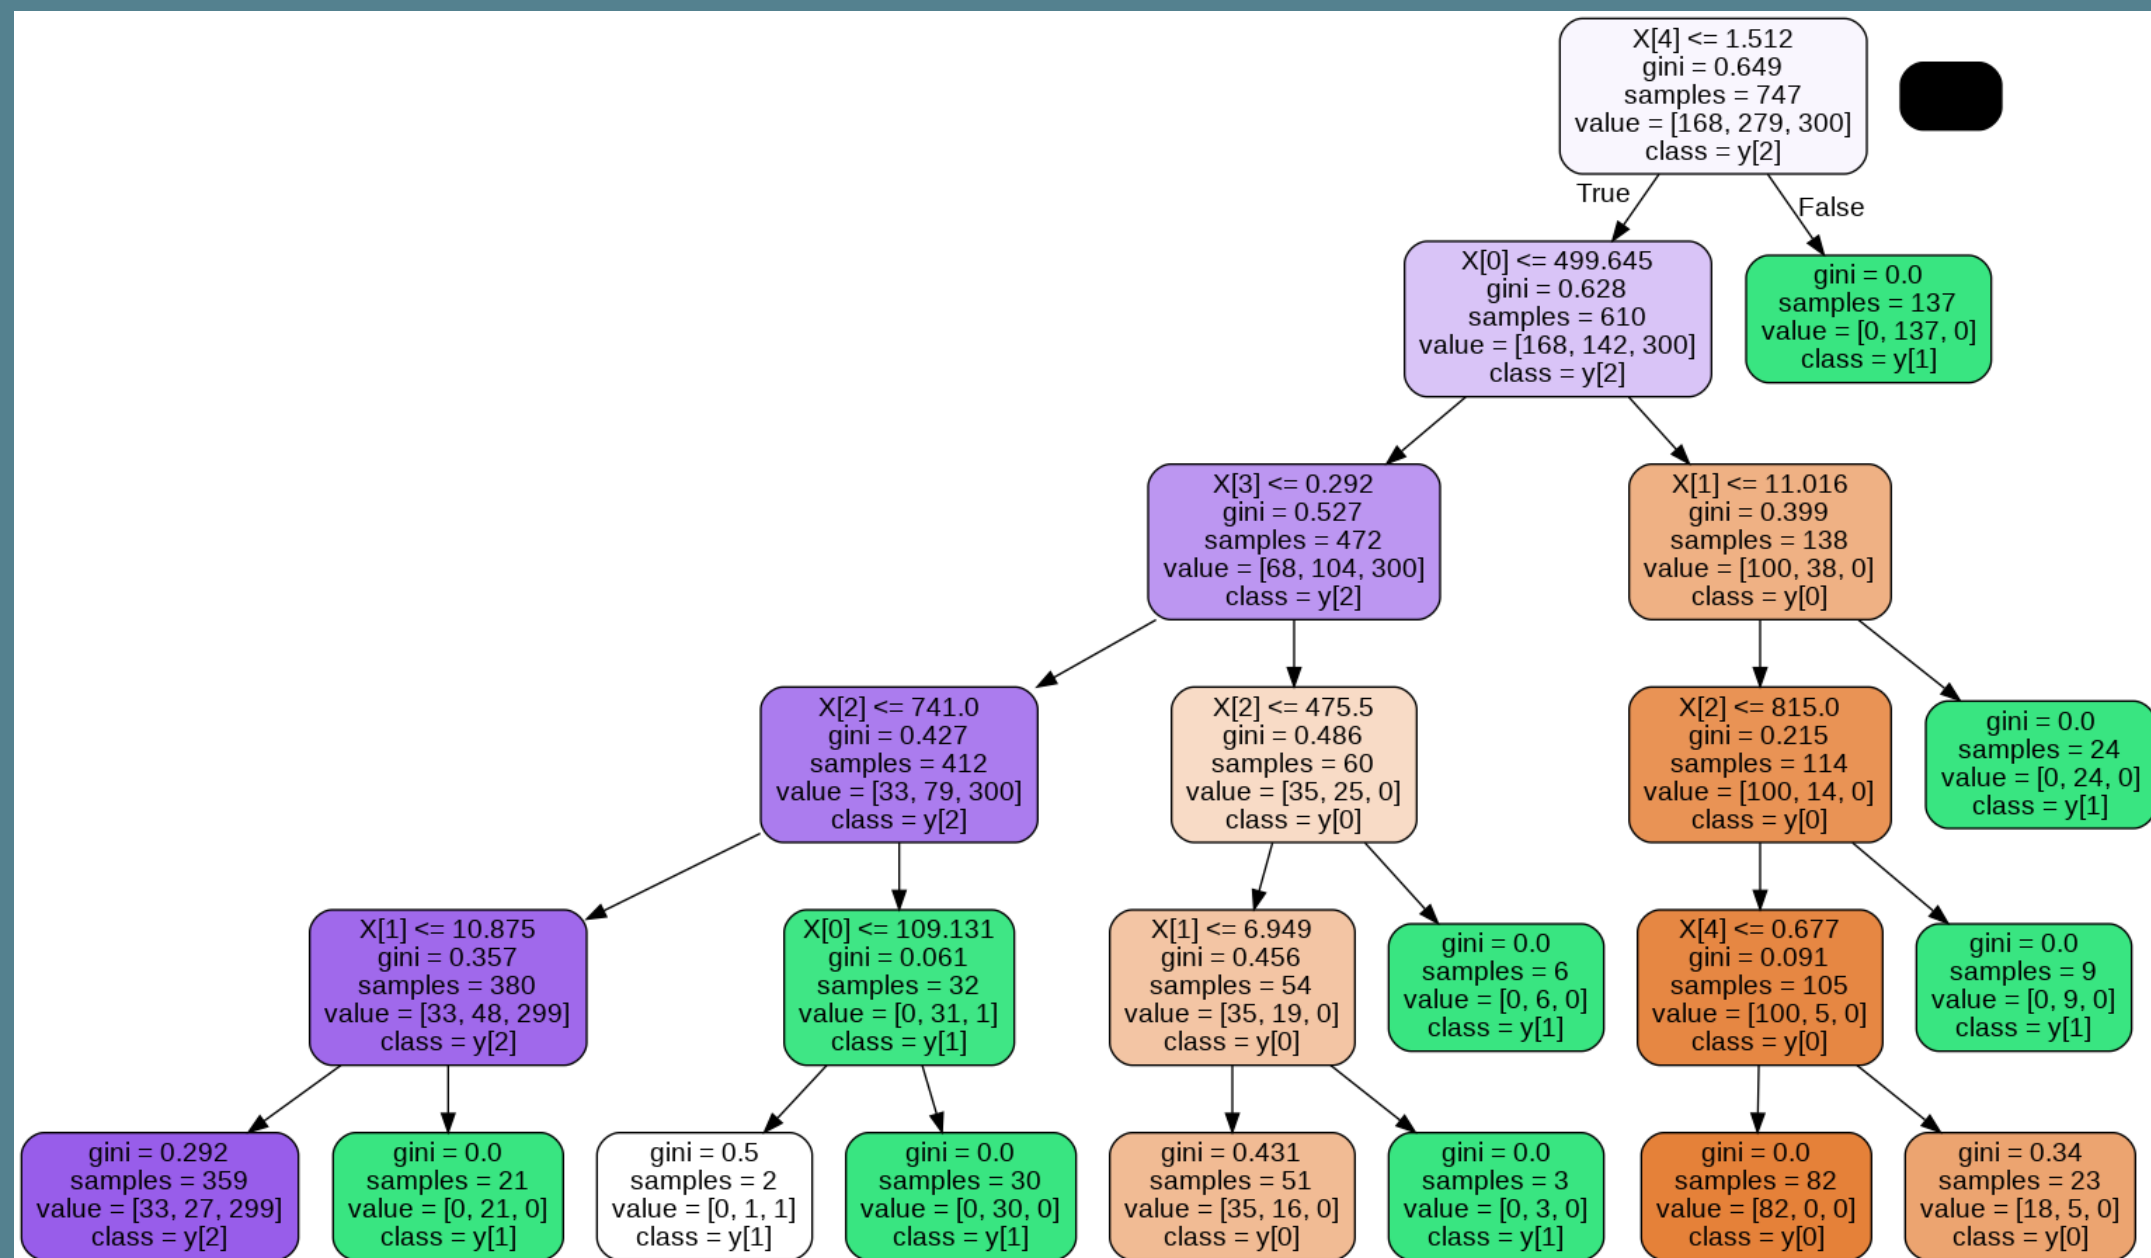 X[4] <= 1.512
gini = 0.649
samples = 747
value = [168, 279, 300]
class = y[2]
True
False
X[0] <= 499.645
gini = 0.628
samples = 610
value = [168, 142, 300]
class = y[2]
gini = 0.0
samples = 137
value = [0, 137, 0]
class = y[1]
X[3] <= 0.292
gini = 0.527
samples = 472
value = [68, 104, 300]
class = y[2]
X[1] <= 11.016
gini = 0.399
samples = 138
value = [100, 38, 0]
class = y[0]
X[2] <= 741.0
gini = 0.427
samples = 412
value = [33, 79, 300]
class = y[2]
X[2] <= 475.5
gini = 0.486
samples = 60
value = [35, 25, 0]
class = y[0]
X[2] <= 815.0
gini = 0.215
samples = 114
value = [100, 14, 0]
class = y[0]
gini = 0.0
samples = 24
value = [0, 24, 0]
class = y[1]
X[1] <= 10.875
gini = 0.357
samples = 380
value = [33, 48, 299]
class = y[2]
X[0] <= 109.131
gini = 0.061
samples = 32
value = [0, 31, 1]
class = y[1]
X[1] <= 6.949
gini = 0.456
samples = 54
value = [35, 19, 0]
class = y[0]
gini = 0.0
samples = 6
value = [0, 6, 0]
class = y[1]
X[4] <= 0.677
gini = 0.091
samples = 105
value = [100, 5, 0]
class = y[0]
gini = 0.0
samples = 9
value = [0, 9, 0]
class = y[1]
gini = 0.292
samples = 359
value = [33, 27, 299]
class = y[2]
gini = 0.0
samples = 21
value = [0, 21, 0]
class = y[1]
gini = 0.5
samples = 2
value = [0, 1, 1]
class = y[1]
gini = 0.0
samples = 30
value = [0, 30, 0]
class = y[1]
gini = 0.431
samples = 51
value = [35, 16, 0]
class = y[0]
gini = 0.0
samples = 3
value = [0, 3, 0]
class = y[1]
gini = 0.0
samples = 82
value = [82, 0, 0]
class = y[0]
gini = 0.34
samples = 23
value = [18, 5, 0]
class = y[0]